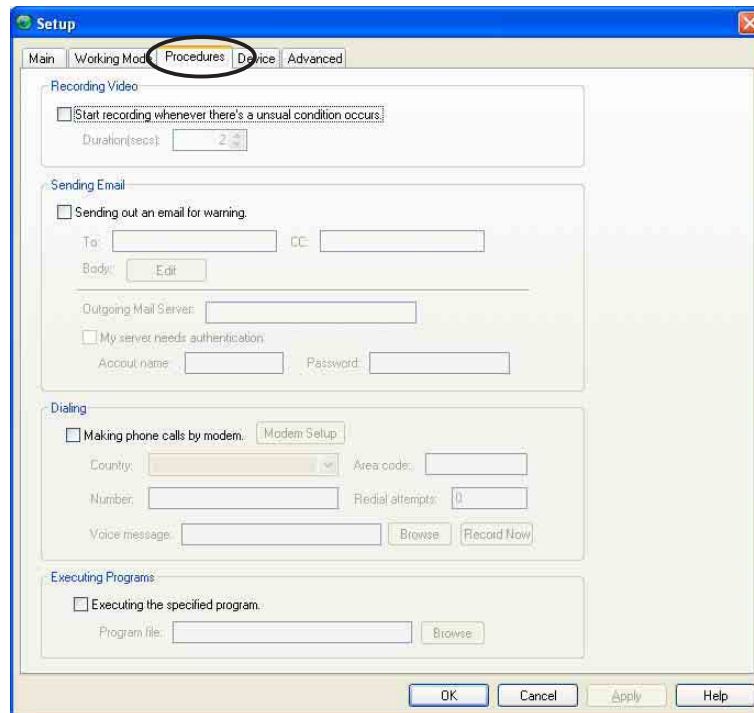 Setup
Main Working Mode Procedures Device Advanced
Recording Video
Start recording whenever there's a unsual condition occurs.
Duration(secs): 2
Sending Email
Sending out an email for warning.
To: CC:
Body: Edit
Outgoing Mail Server:
My server needs authentication.
Accout name: Password:
Dialing
Making phone calls by modem. Modem Setup
Country: Area code:
Number: Redial attempts: 0
Voice message: Browse Record Now
Executing Programs
Executing the specified program.
Program file: Browse
OK Cancel Apply Help